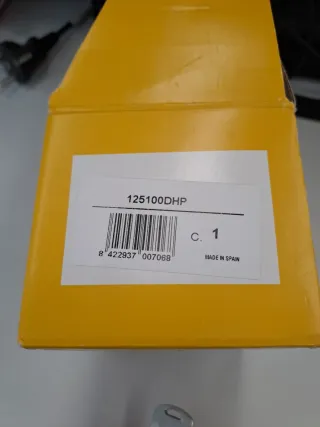 125100DHP
C. 1
8 422937 007068
MADE IN SPAIN